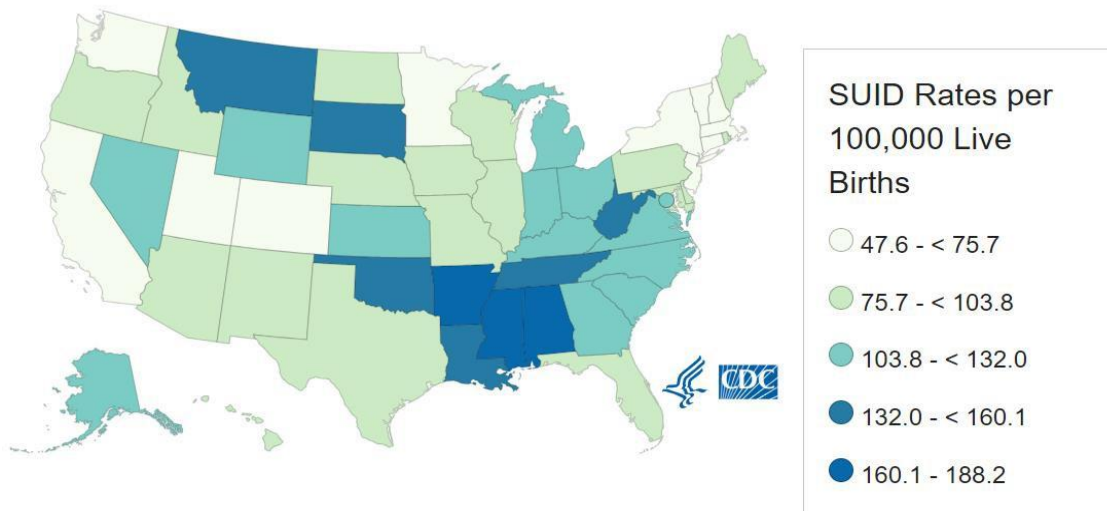 SUID Rates per
100,000 Live
Births
47.6 - < 75.7
75.7 - < 103.8
103.8 - < 132.0
132.0 - < 160.1
160.1 - 188.2
CDC